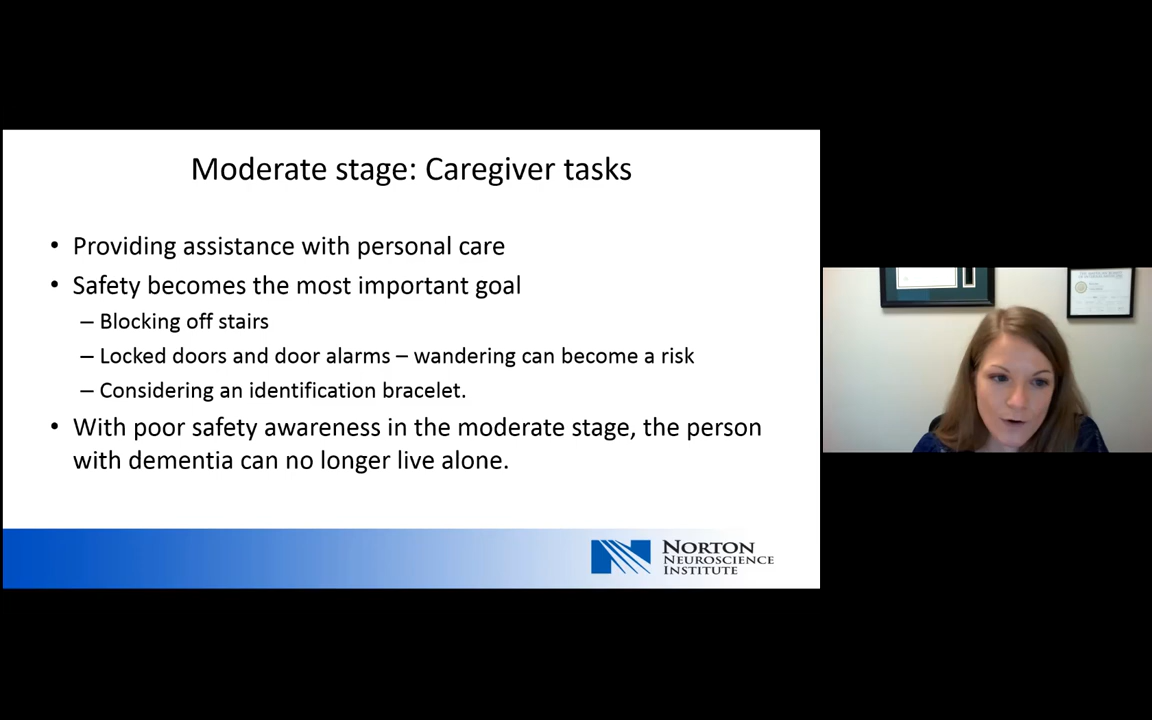 Moderate stage: Caregiver tasks
• Providing assistance with personal care
• Safety becomes the most important goal
– Blocking off stairs
– Locked doors and door alarms – wandering can become a risk
– Considering an identification bracelet.
• With poor safety awareness in the moderate stage, the person
with dementia can no longer live alone.
NORTON
NEUROSCIENCE
INSTITUTE